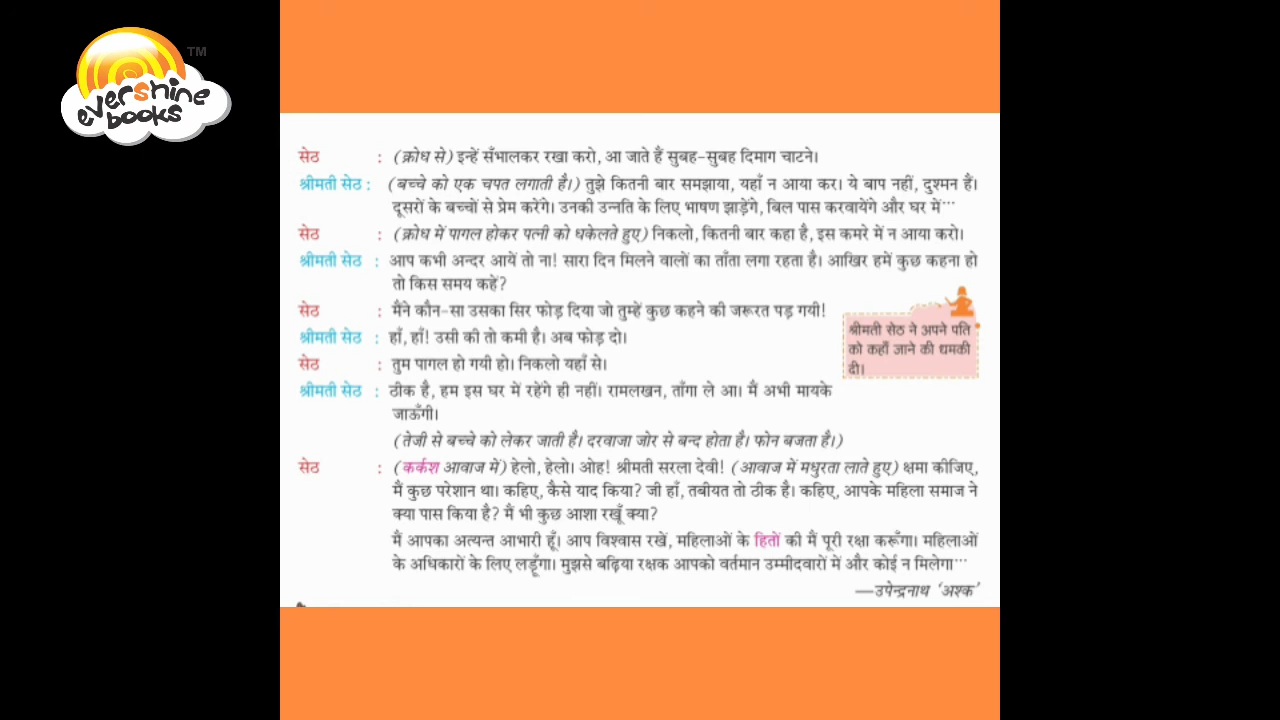 evershine
books
TM
सेठ : (क्रोध से) इन्हें सँभालकर रखा करो, आ जाते हैं सुबह-सुबह दिमाग चाटने।
श्रीमती सेठ : (बच्चे को एक चपत लगाती है।) तुझे कितनी बार समझाया, यहाँ न आया कर। ये बाप नहीं, दुश्मन हैं।
दूसरों के बच्चों से प्रेम करेंगे। उनकी उन्नति के लिए भाषण झाड़ेंगे, बिल पास करवायेंगे और घर में...
सेठ : (क्रोध में पागल होकर पत्नी को धकेलते हुए) निकलो, कितनी बार कहा है, इस कमरे में न आया करो।
श्रीमती सेठ : आप कभी अन्दर आयें तो ना! सारा दिन मिलने वालों का ताँता लगा रहता है। आखिर हमें कुछ कहना हो
तो किस समय कहें?
सेठ : मैंने कौन-सा उसका सिर फोड़ दिया जो तुम्हें कुछ कहने की जरूरत पड़ गयी!
श्रीमती सेठ : हाँ, हाँ! उसी की तो कमी है। अब फोड़ दो।
सेठ : तुम पागल हो गयी हो। निकलो यहाँ से।
श्रीमती सेठ : ठीक है, हम इस घर में रहेंगे ही नहीं। रामलखन, ताँगा ले आ। मैं अभी मायके
जाऊँगी।
(तेजी से बच्चे को लेकर जाती है। दरवाजा जोर से बन्द होता है। फोन बजता है।)
श्रीमती सेठ ने अपने पति
को कहाँ जाने की धमकी
दी।
सेठ : (कर्कश आवाज में) हेलो, हेलो। ओह! श्रीमती सरला देवी! (आवाज में मधुरता लाते हुए) क्षमा कीजिए,
मैं कुछ परेशान था। कहिए, कैसे याद किया? जी हाँ, तबीयत तो ठीक है। कहिए, आपके महिला समाज ने
क्या पास किया है? मैं भी कुछ आशा रखूँ क्या?
मैं आपका अत्यन्त आभारी हूँ। आप विश्वास रखें, महिलाओं के हितों की मैं पूरी रक्षा करूँगा। महिलाओं
के अधिकारों के लिए लड़ूँगा। मुझसे बढ़िया रक्षक आपको वर्तमान उम्मीदवारों में और कोई न मिलेगा...
—उपेन्द्रनाथ ‘अश्क’